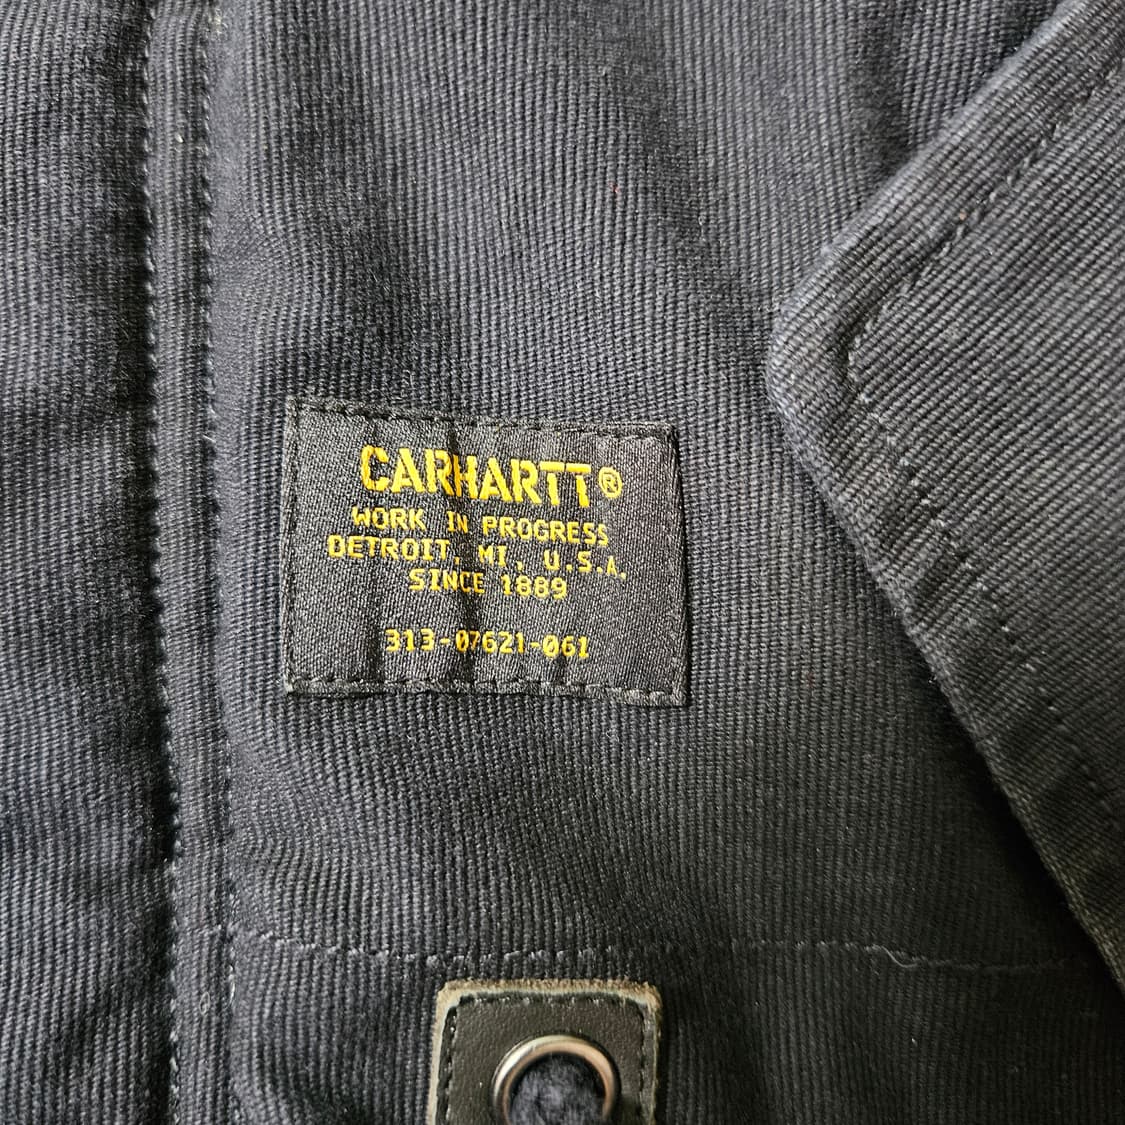 CARHARTT®
WORK IN PROGRESS
DETROIT, MI, U.S.A.
SINCE 1889
313-07621-061